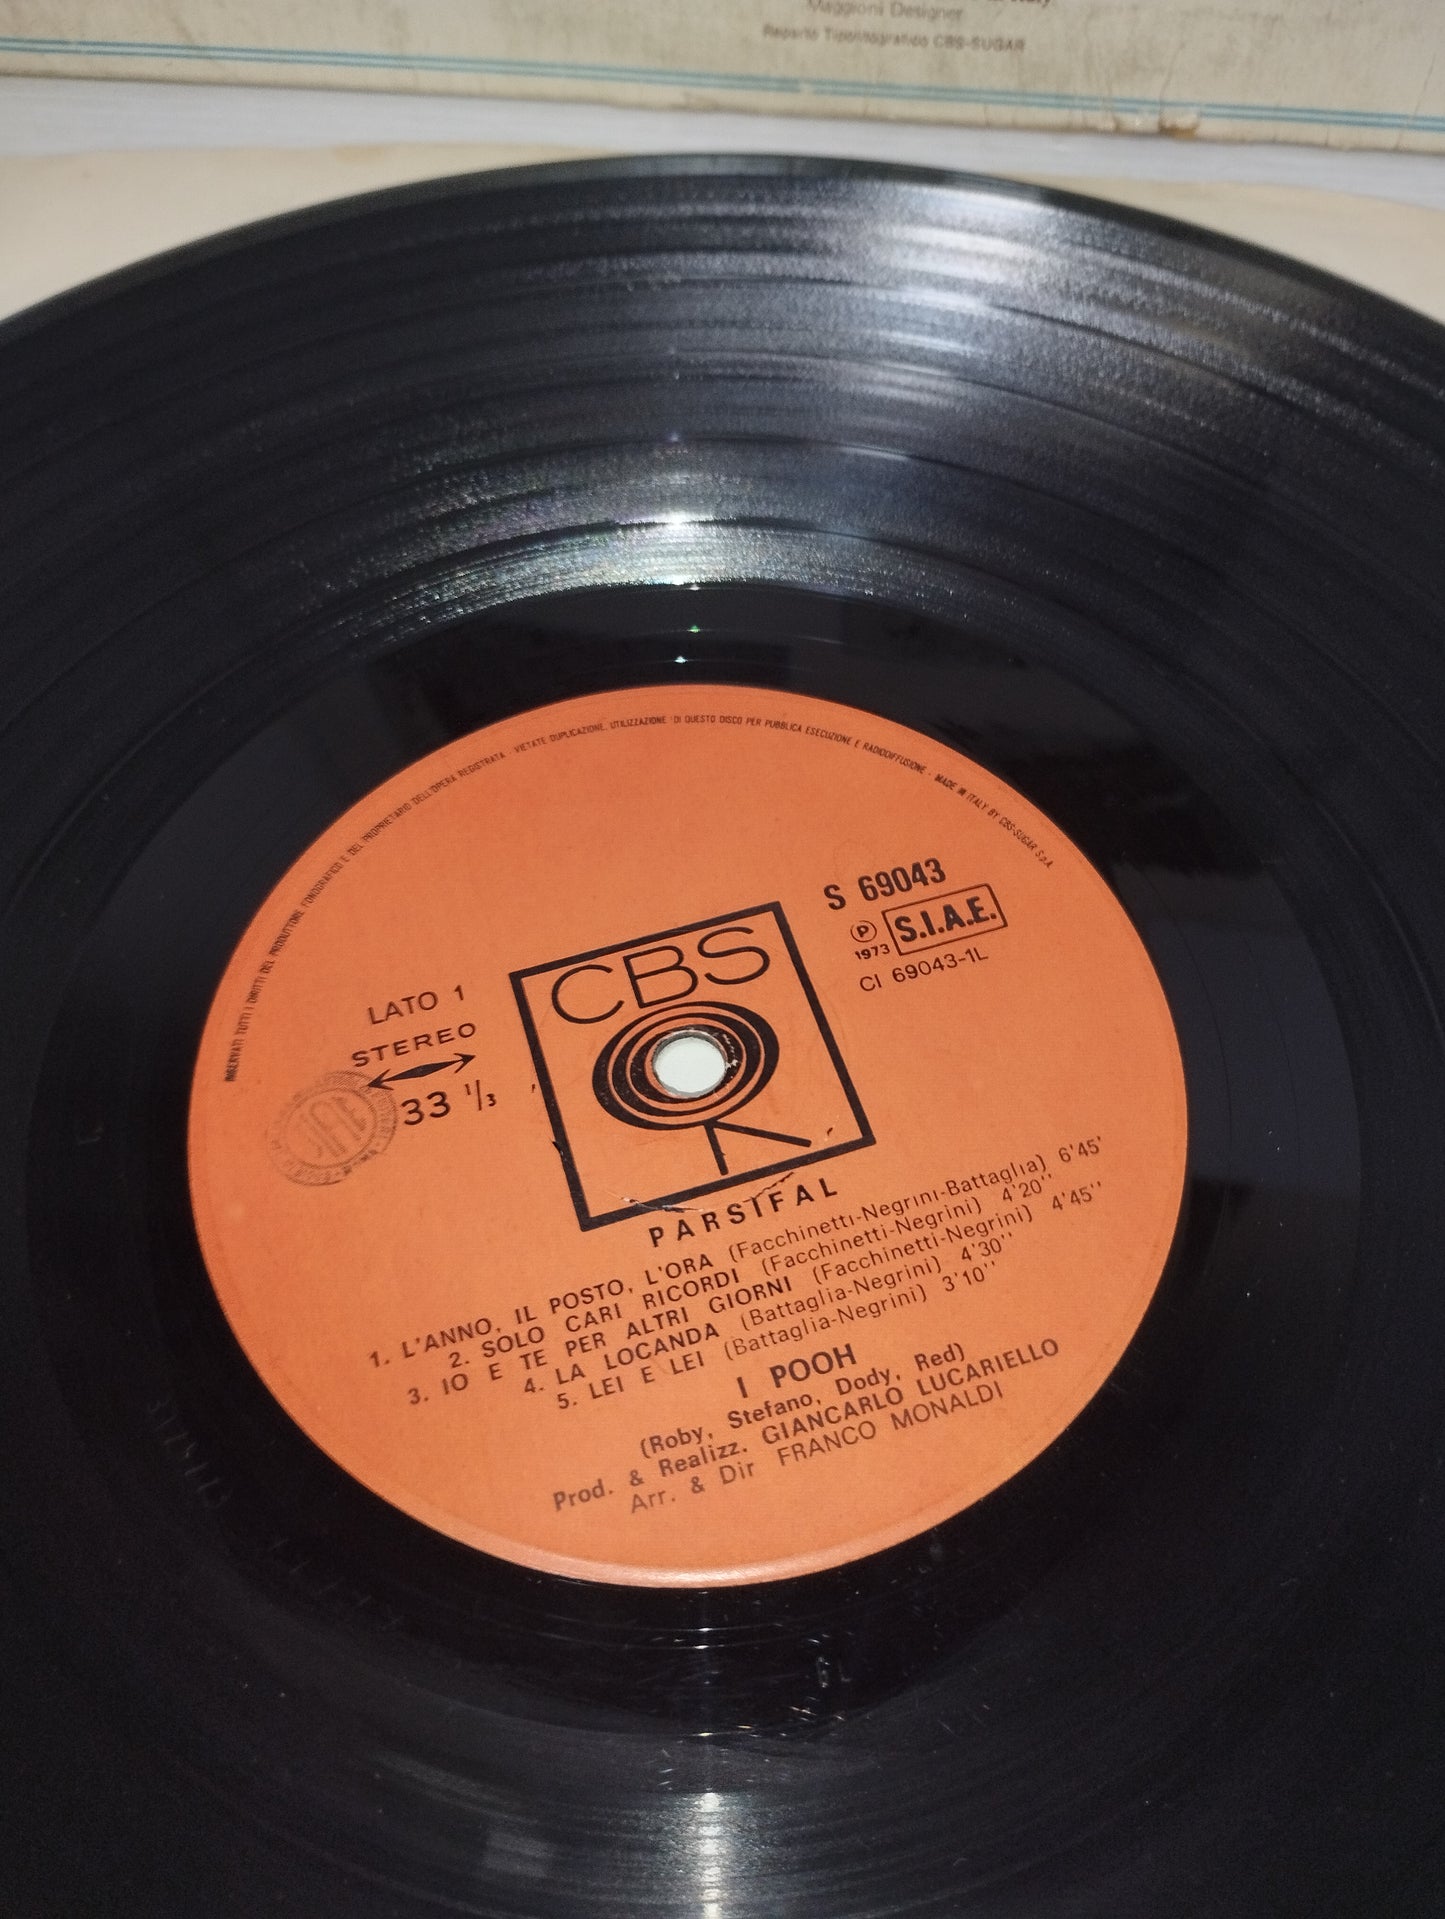 Maggioni Designer
Reparto Tipontografico CBS-SUGAR
RISERVATI TUTTI I DIRITTI DEL PRODUTTORE FONOGRAFICO E DEL PROPRIETARIO DELL'OPERA REGISTRATA · VIETATE DUPLICAZIONE, UTILIZZAZIONE DI QUESTO DISCO PER PUBBLICA ESECUZIONE E RADIODIFFUSIONE · MADE IN ITALY BY CBS-SUGAR S.p.A.
S 69043
Ⓟ 1973 S.I.A.E.
CI 69043-1L
CBS
LATO 1
STEREO
33 1/3
PARSIFAL
1. L'ANNO, IL POSTO, L'ORA (Facchinetti-Negrini-Battaglia) 6'45'
2. SOLO CARI RICORDI (Facchinetti-Negrini) 4'20''
3. IO E TE PER ALTRI GIORNI (Facchinetti-Negrini) 4'45''
4. LA LOCANDA (Battaglia-Negrini) 4'30''
5. LEI E LEI (Battaglia-Negrini) 3'10''
I POOH
(Roby, Stefano, Dody, Red)
Prod. & Realizz. GIANCARLO LUCARIELLO
Arr. & Dir FRANCO MONALDI